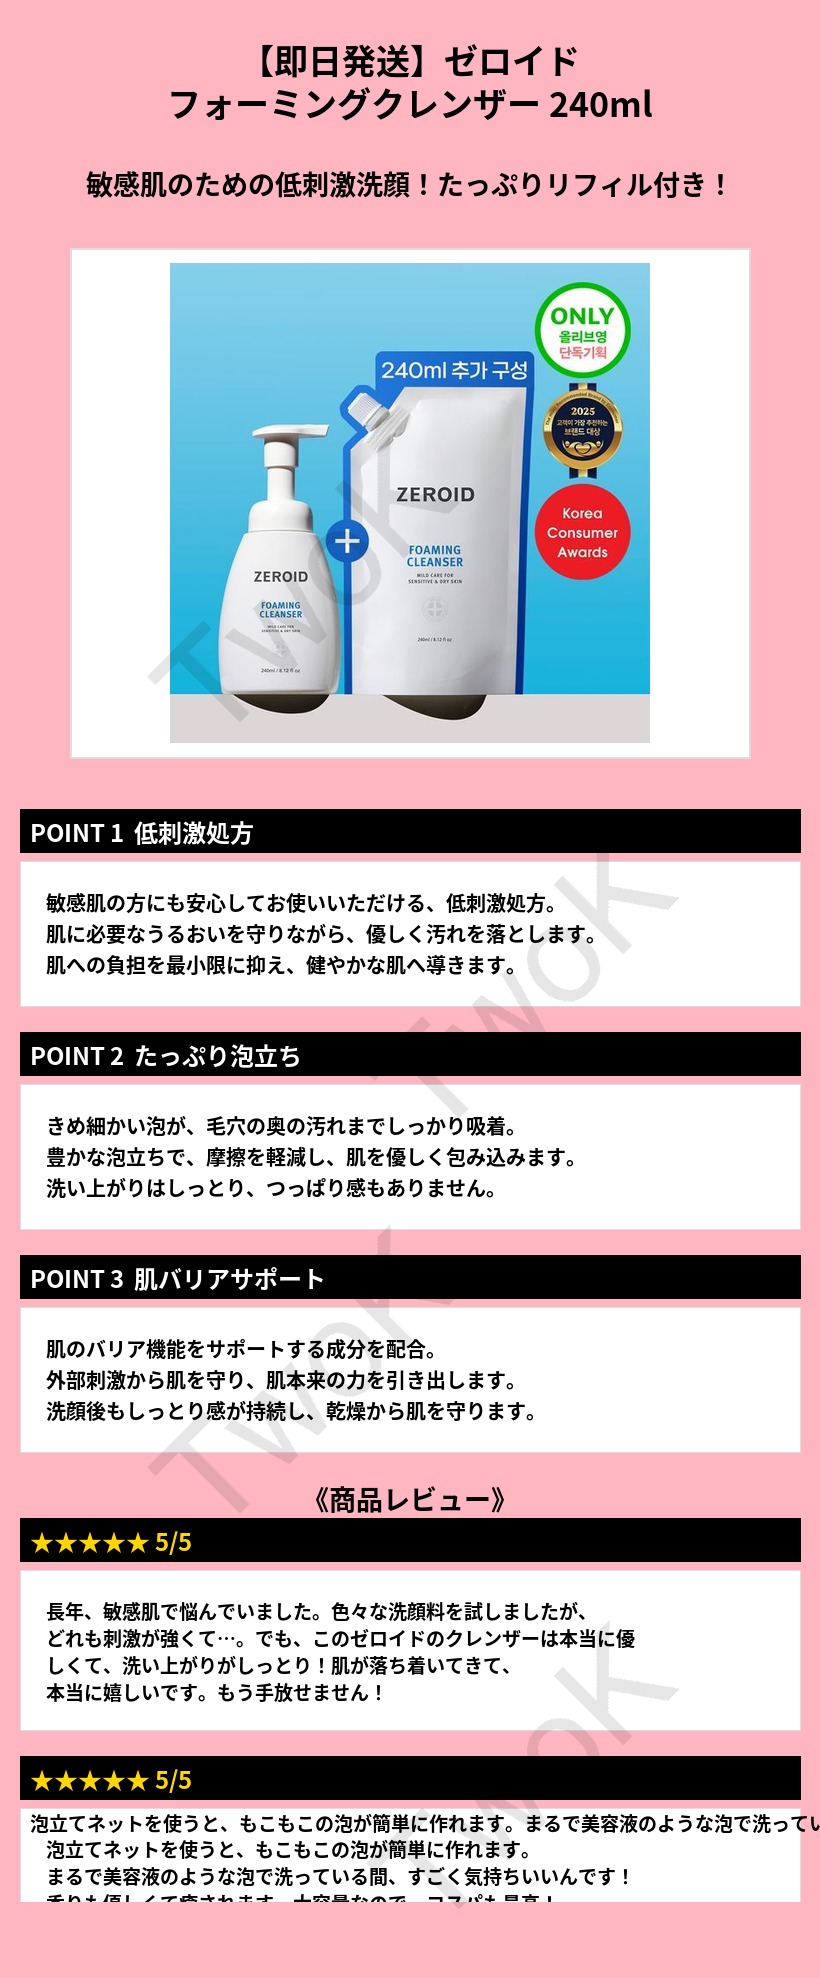 【即日発送】ゼロイド
フォーミングクレンザー 240ml
敏感肌のための低刺激洗顔！たっぷりリフィル付き！
ONLY
올리브영
단독기획
240ml 추가 구성
2025
고객이 가장 추천하는
브랜드 대상
Korea
Consumer
Awards
ZEROID
FOAMING
CLEANSER
MILD CARE FOR
SENSITIVE & DRY SKIN
240ml / 8.12 fl oz
+
ZEROID
FOAMING
CLEANSER
MILD CARE FOR
SENSITIVE & DRY SKIN
240ml / 8.12 fl oz
TwoK
POINT 1 低刺激処方
敏感肌の方にも安心してお使いいただける、低刺激処方。
肌に必要なうるおいを守りながら、優しく汚れを落とします。
肌への負担を最小限に抑え、健やかな肌へ導きます。
TwoK
POINT 2 たっぷり泡立ち
きめ細かい泡が、毛穴の奥の汚れまでしっかり吸着。
豊かな泡立ちで、摩擦を軽減し、肌を優しく包み込みます。
洗い上がりはしっとり、つっぱり感もありません。
POINT 3 肌バリアサポート
肌のバリア機能をサポートする成分を配合。
外部刺激から肌を守り、肌本来の力を引き出します。
洗顔後もしっとり感が持続し、乾燥から肌を守ります。
TwoK
《商品レビュー》
★★★★★ 5/5
長年、敏感肌で悩んでいました。色々な洗顔料を試しましたが、
どれも刺激が強くて…。でも、このゼロイドのクレンザーは本当に優
しくて、洗い上がりがしっとり！肌が落ち着いてきて、
本当に嬉しいです。もう手放せません！
TwoK
★★★★★ 5/5
泡立てネットを使うと、もこもこの泡が簡単に作れます。まるで美容液のような泡で洗ってい
泡立てネットを使うと、もこもこの泡が簡単に作れます。
まるで美容液のような泡で洗っている間、すごく気持ちいいんです！
香りも優しくて癒されます。大容量なので、コスパも最高！